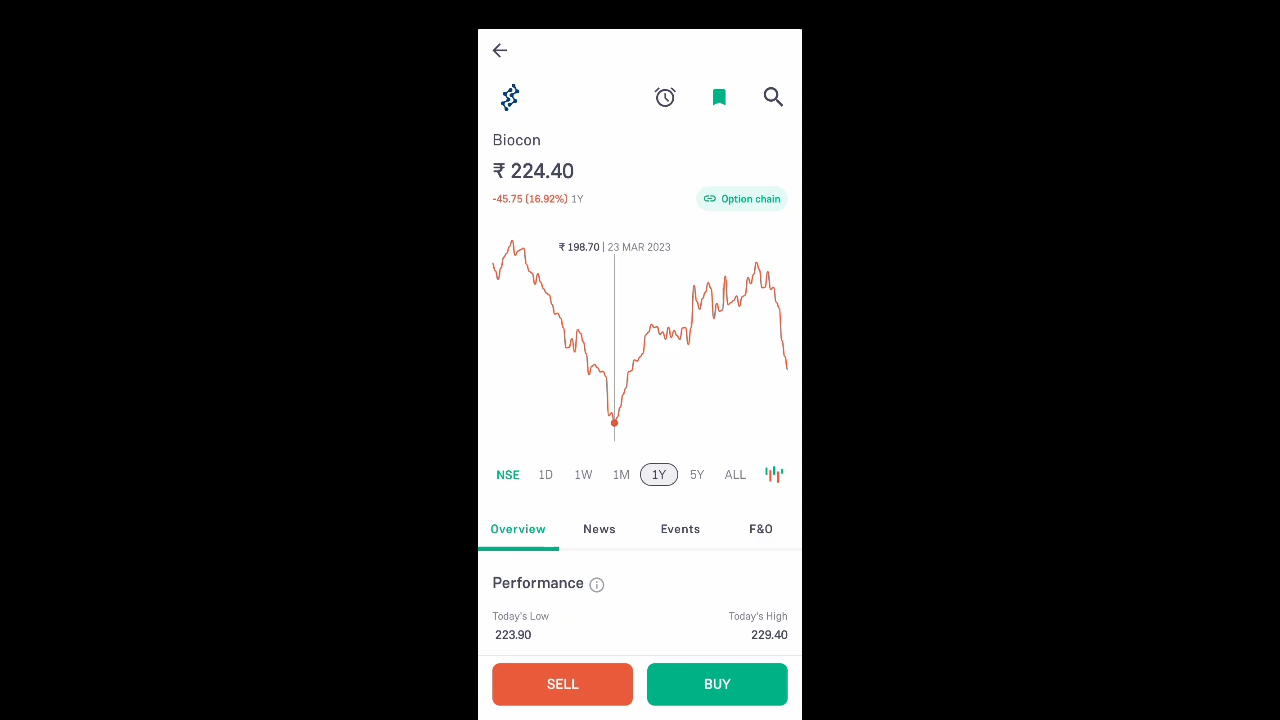 Biocon
₹ 224.40
-45.75 (16.92%) 1Y
Option chain
₹ 198.70 | 23 MAR 2023
NSE 1D 1W 1M 1Y 5Y ALL
Overview News Events F&O
Performance
Today's Low Today's High
223.90 229.40
SELL BUY